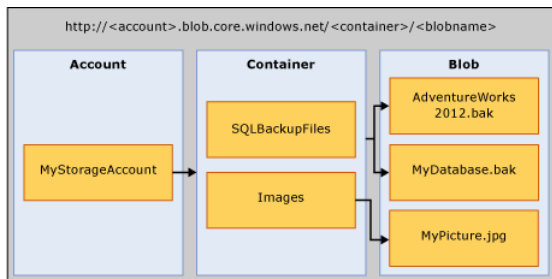 http://<account>.blob.core.windows.net/<container>/<blobname>
Account
Container
Blob
MyStorageAccount
SQLBackupFiles
Images
AdventureWorks
2012.bak
MyDatabase.bak
MyPicture.jpg